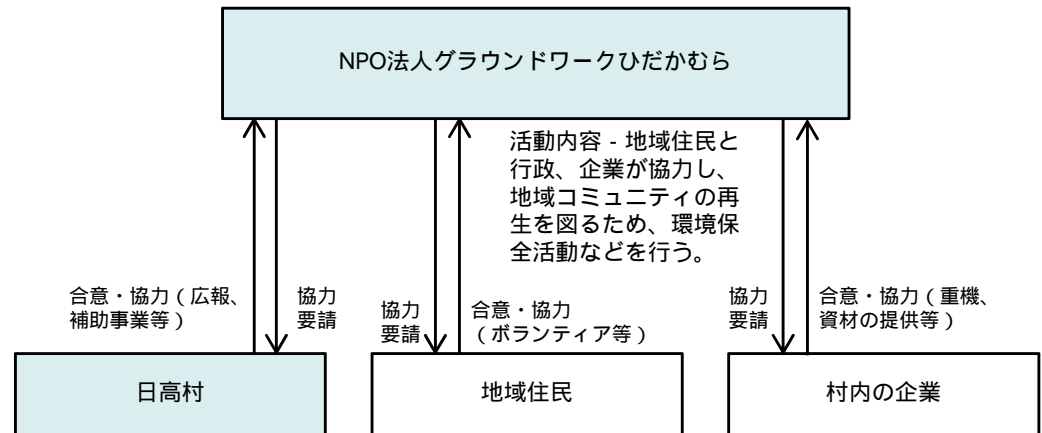 NPO法人グラウンドワークひだかむら
活動内容 - 地域住民と
行政、企業が協力し、
地域コミュニティの再
生を図るため、環境保
全活動などを行う。
合意・協力（広報、
補助事業等）
協力
要請
協力
要請
合意・協力
（ボランティア等）
協力
要請
合意・協力（重機、
資材の提供等）
日高村
地域住民
村内の企業